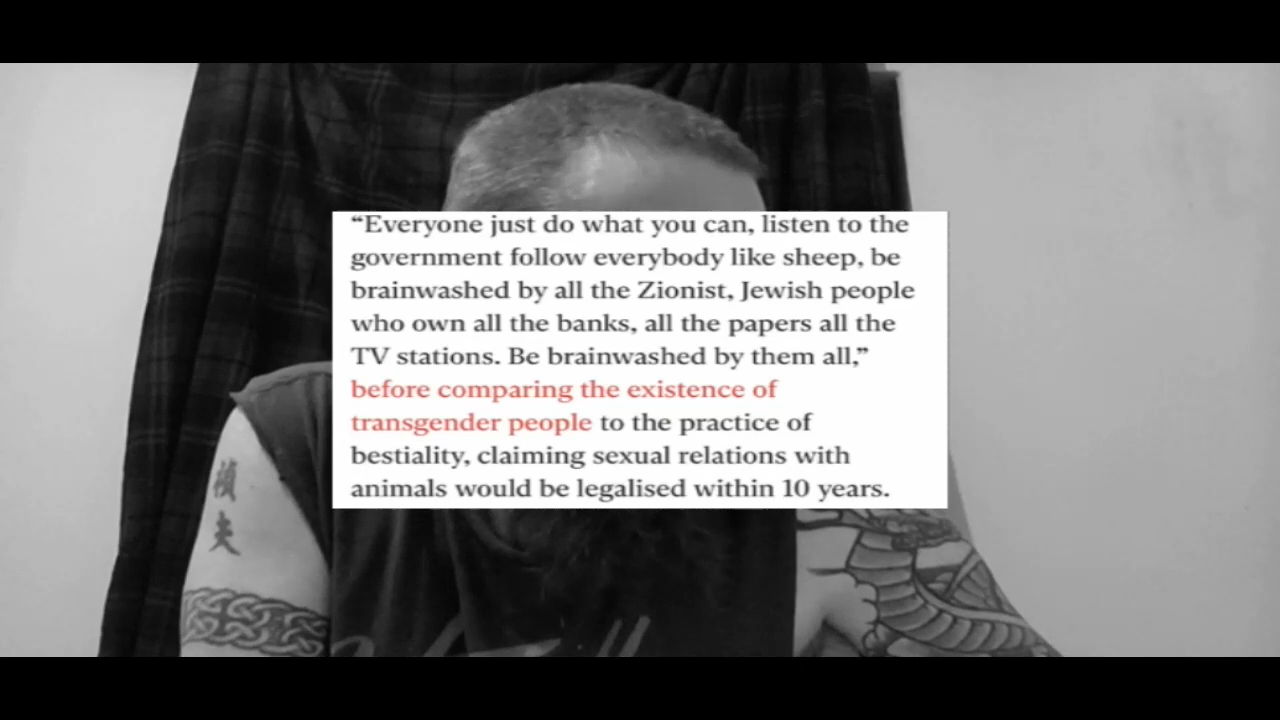 “Everyone just do what you can, listen to the
government follow everybody like sheep, be
brainwashed by all the Zionist, Jewish people
who own all the banks, all the papers all the
TV stations. Be brainwashed by them all,”
before comparing the existence of
transgender people to the practice of
bestiality, claiming sexual relations with
animals would be legalised within 10 years.
夫